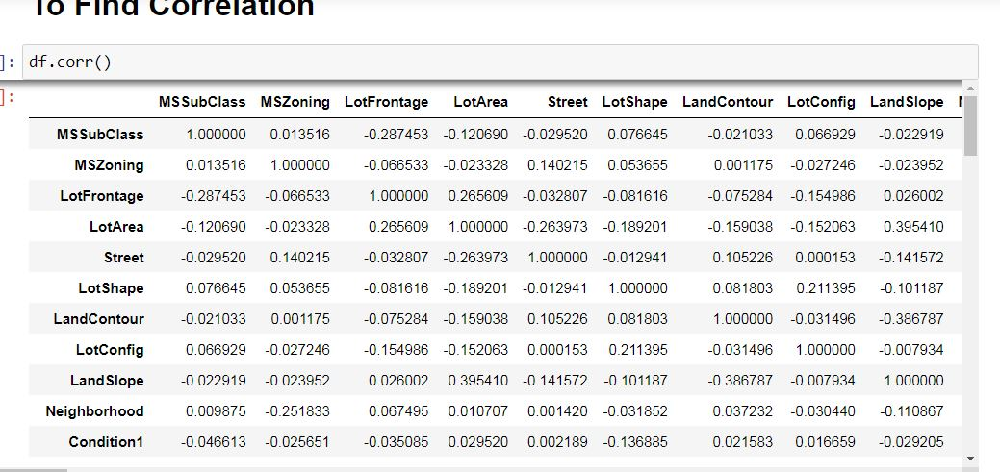 To Find Correlation
]: df.corr()
]:
MSSubClass MSZoning LotFrontage LotArea Street LotShape LandContour LotConfig LandSlope
MSSubClass 1.000000 0.013516 -0.287453 -0.120690 -0.029520 0.076645 -0.021033 0.066929 -0.022919
MSZoning 0.013516 1.000000 -0.066533 -0.023328 0.140215 0.053655 0.001175 -0.027246 -0.023952
LotFrontage -0.287453 -0.066533 1.000000 0.265609 -0.032807 -0.081616 -0.075284 -0.154986 0.026002
LotArea -0.120690 -0.023328 0.265609 1.000000 -0.263973 -0.189201 -0.159038 -0.152063 0.395410
Street -0.029520 0.140215 -0.032807 -0.263973 1.000000 -0.012941 0.105226 0.000153 -0.141572
LotShape 0.076645 0.053655 -0.081616 -0.189201 -0.012941 1.000000 0.081803 0.211395 -0.101187
LandContour -0.021033 0.001175 -0.075284 -0.159038 0.105226 0.081803 1.000000 -0.031496 -0.386787
LotConfig 0.066929 -0.027246 -0.154986 -0.152063 0.000153 0.211395 -0.031496 1.000000 -0.007934
LandSlope -0.022919 -0.023952 0.026002 0.395410 -0.141572 -0.101187 -0.386787 -0.007934 1.000000
Neighborhood 0.009875 -0.251833 0.067495 0.010707 0.001420 -0.031852 0.037232 -0.030440 -0.110867
Condition1 -0.046613 -0.025651 -0.035085 0.029520 0.002189 -0.136885 0.021583 0.016659 -0.029205